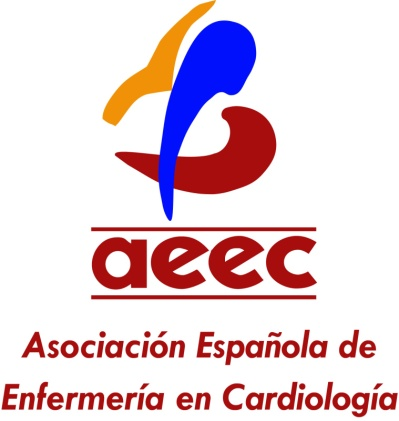 aeec
Asociación Española de
Enfermería en Cardiología